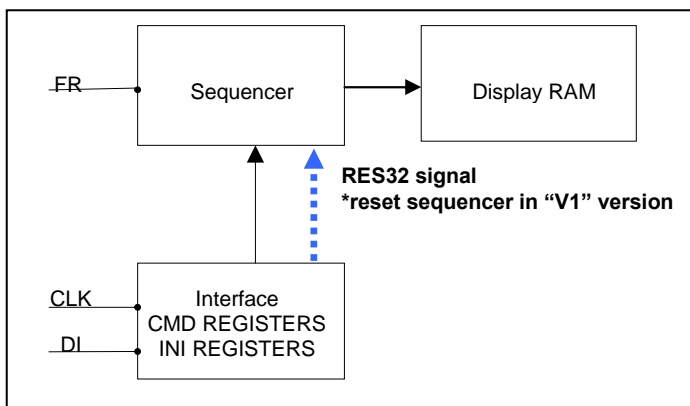 FR
Sequencer
Display RAM
RES32 signal
*reset sequencer in “V1” version
CLK
DI
Interface
CMD REGISTERS
INI REGISTERS